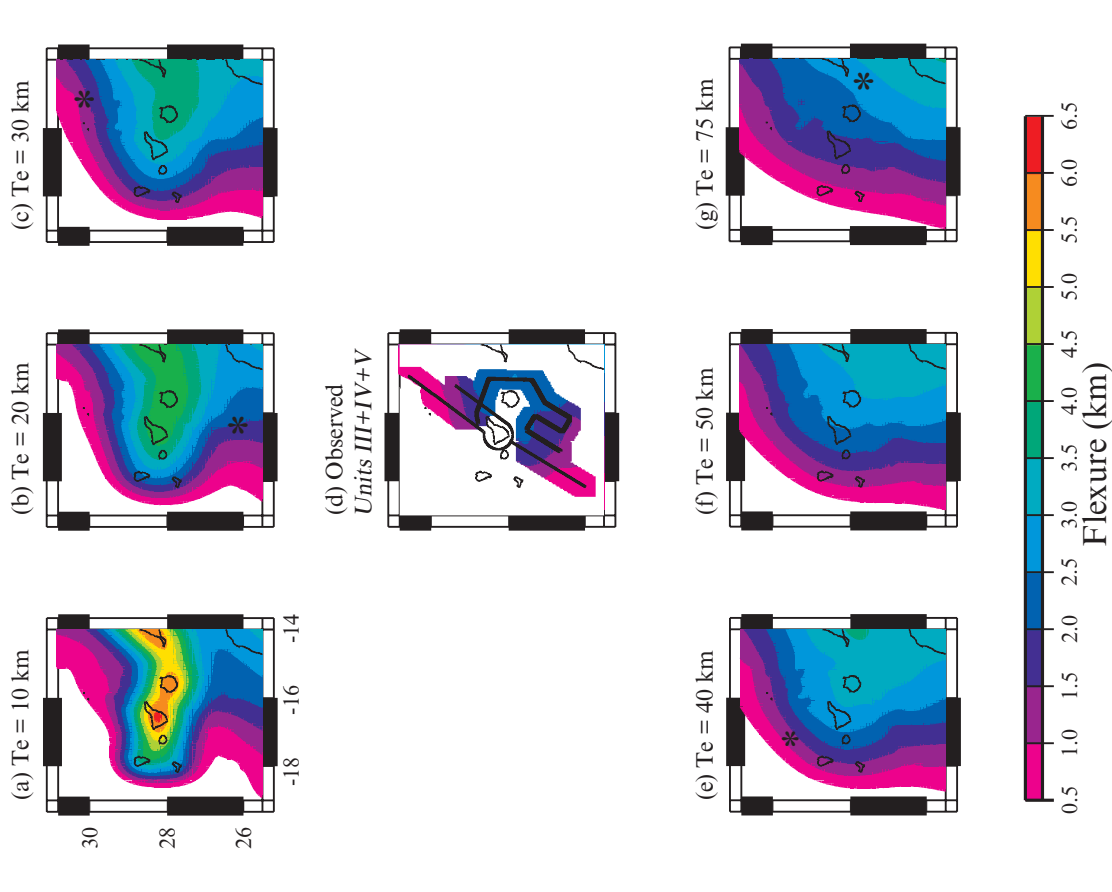 (a) Te = 10 km
(b) Te = 20 km
(c) Te = 30 km
30
28
26
-18
-16
-14
(d) Observed
Units III+IV+V
(e) Te = 40 km
(f) Te = 50 km
(g) Te = 75 km
*
*
*
*
0.5
1.0
1.5
2.0
2.5
3.0
3.5
4.0
4.5
5.0
5.5
6.0
6.5
Flexure (km)